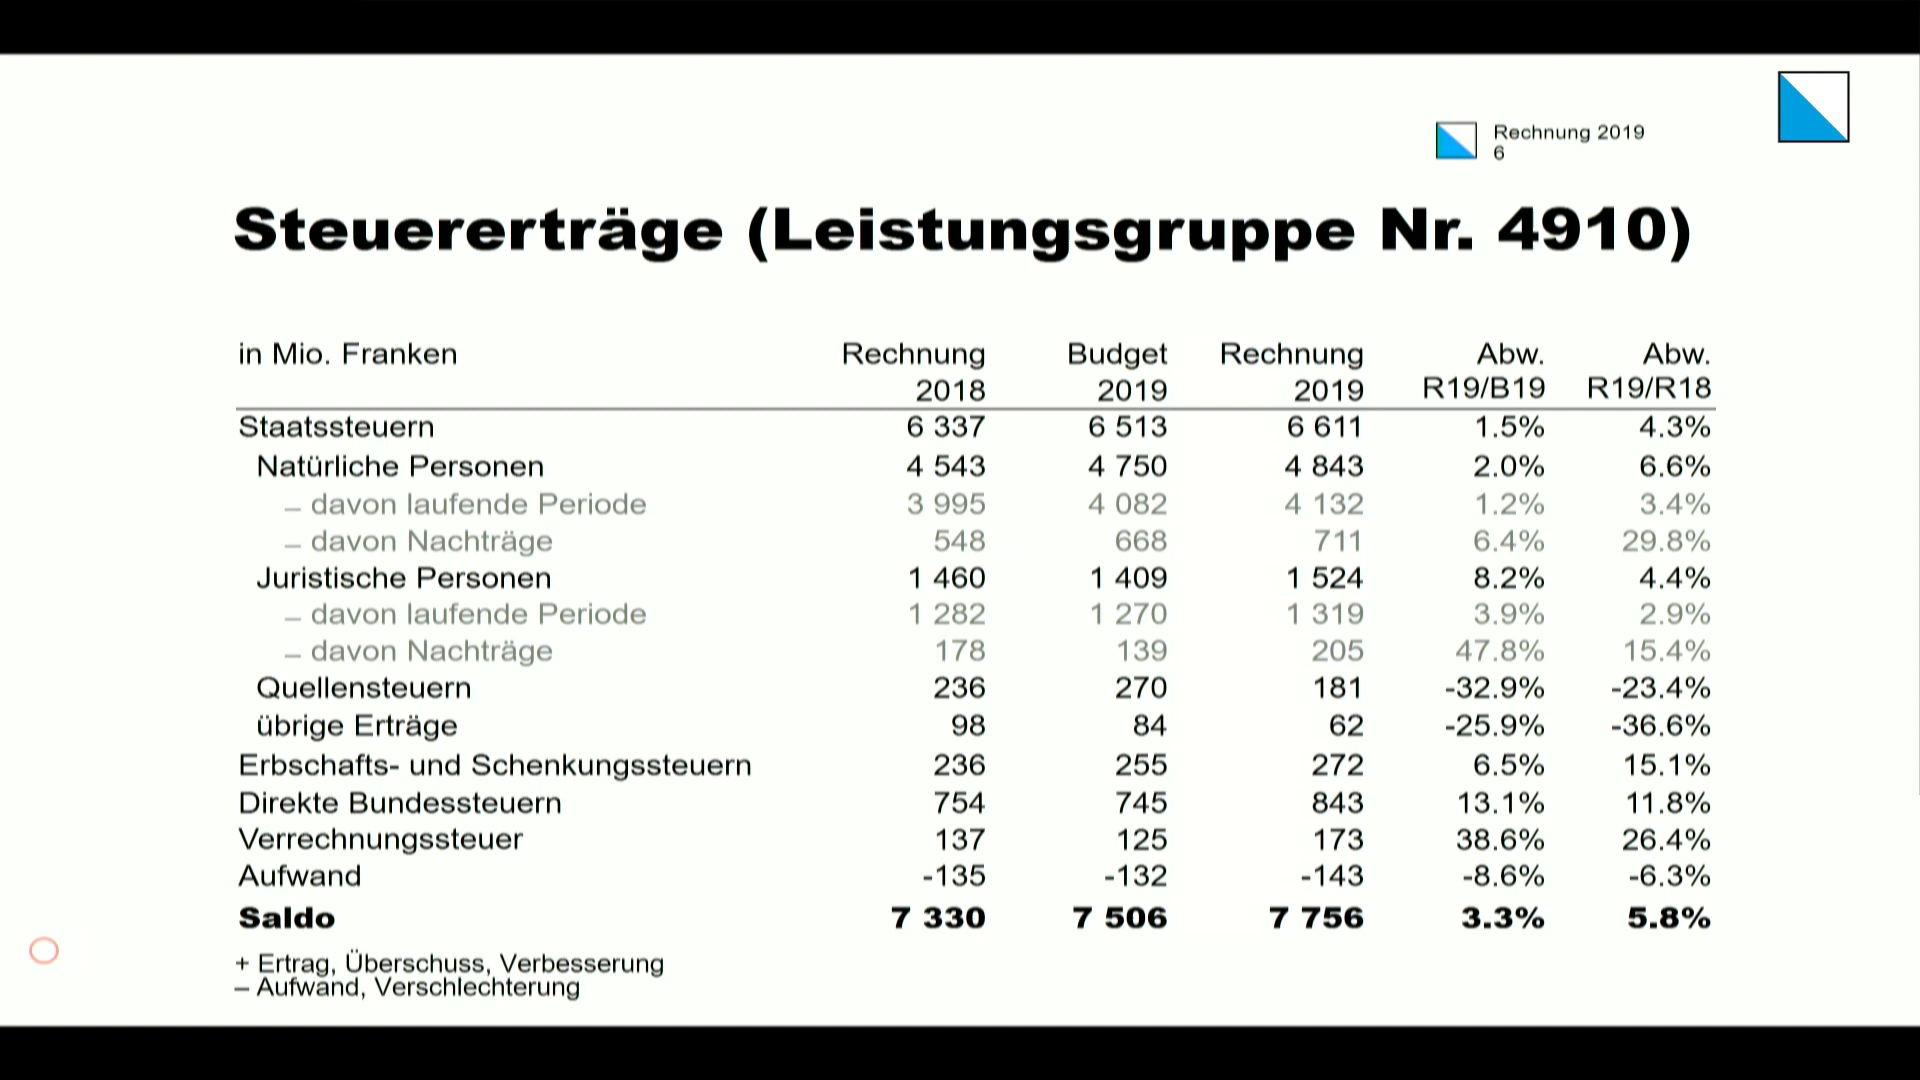 Rechnung 2019
6
Steuererträge (Leistungsgruppe Nr. 4910)
in Mio. Franken Rechnung Budget Rechnung Abw. Abw.
2018 2019 2019 R19/B19 R19/R18
Staatssteuern 6 337 6 513 6 611 1.5% 4.3%
Natürliche Personen 4 543 4 750 4 843 2.0% 6.6%
– davon laufende Periode 3 995 4 082 4 132 1.2% 3.4%
– davon Nachträge 548 668 711 6.4% 29.8%
Juristische Personen 1 460 1 409 1 524 8.2% 4.4%
– davon laufende Periode 1 282 1 270 1 319 3.9% 2.9%
– davon Nachträge 178 139 205 47.8% 15.4%
Quellensteuern 236 270 181 -32.9% -23.4%
übrige Erträge 98 84 62 -25.9% -36.6%
Erbschafts- und Schenkungssteuern 236 255 272 6.5% 15.1%
Direkte Bundessteuern 754 745 843 13.1% 11.8%
Verrechnungssteuer 137 125 173 38.6% 26.4%
Aufwand -135 -132 -143 -8.6% -6.3%
Saldo 7 330 7 506 7 756 3.3% 5.8%
+ Ertrag, Überschuss, Verbesserung
– Aufwand, Verschlechterung